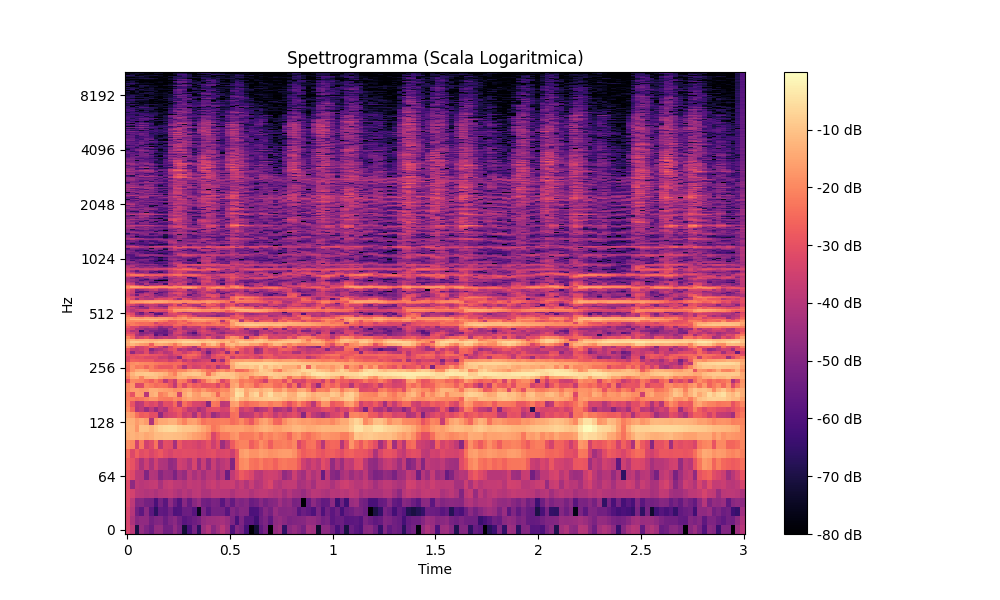 Spettrogramma (Scala Logaritmica)
Hz
8192
4096
2048
1024
512
256
128
64
0
0 0.5 1 1.5 2 2.5 3
Time
-10 dB
-20 dB
-30 dB
-40 dB
-50 dB
-60 dB
-70 dB
-80 dB